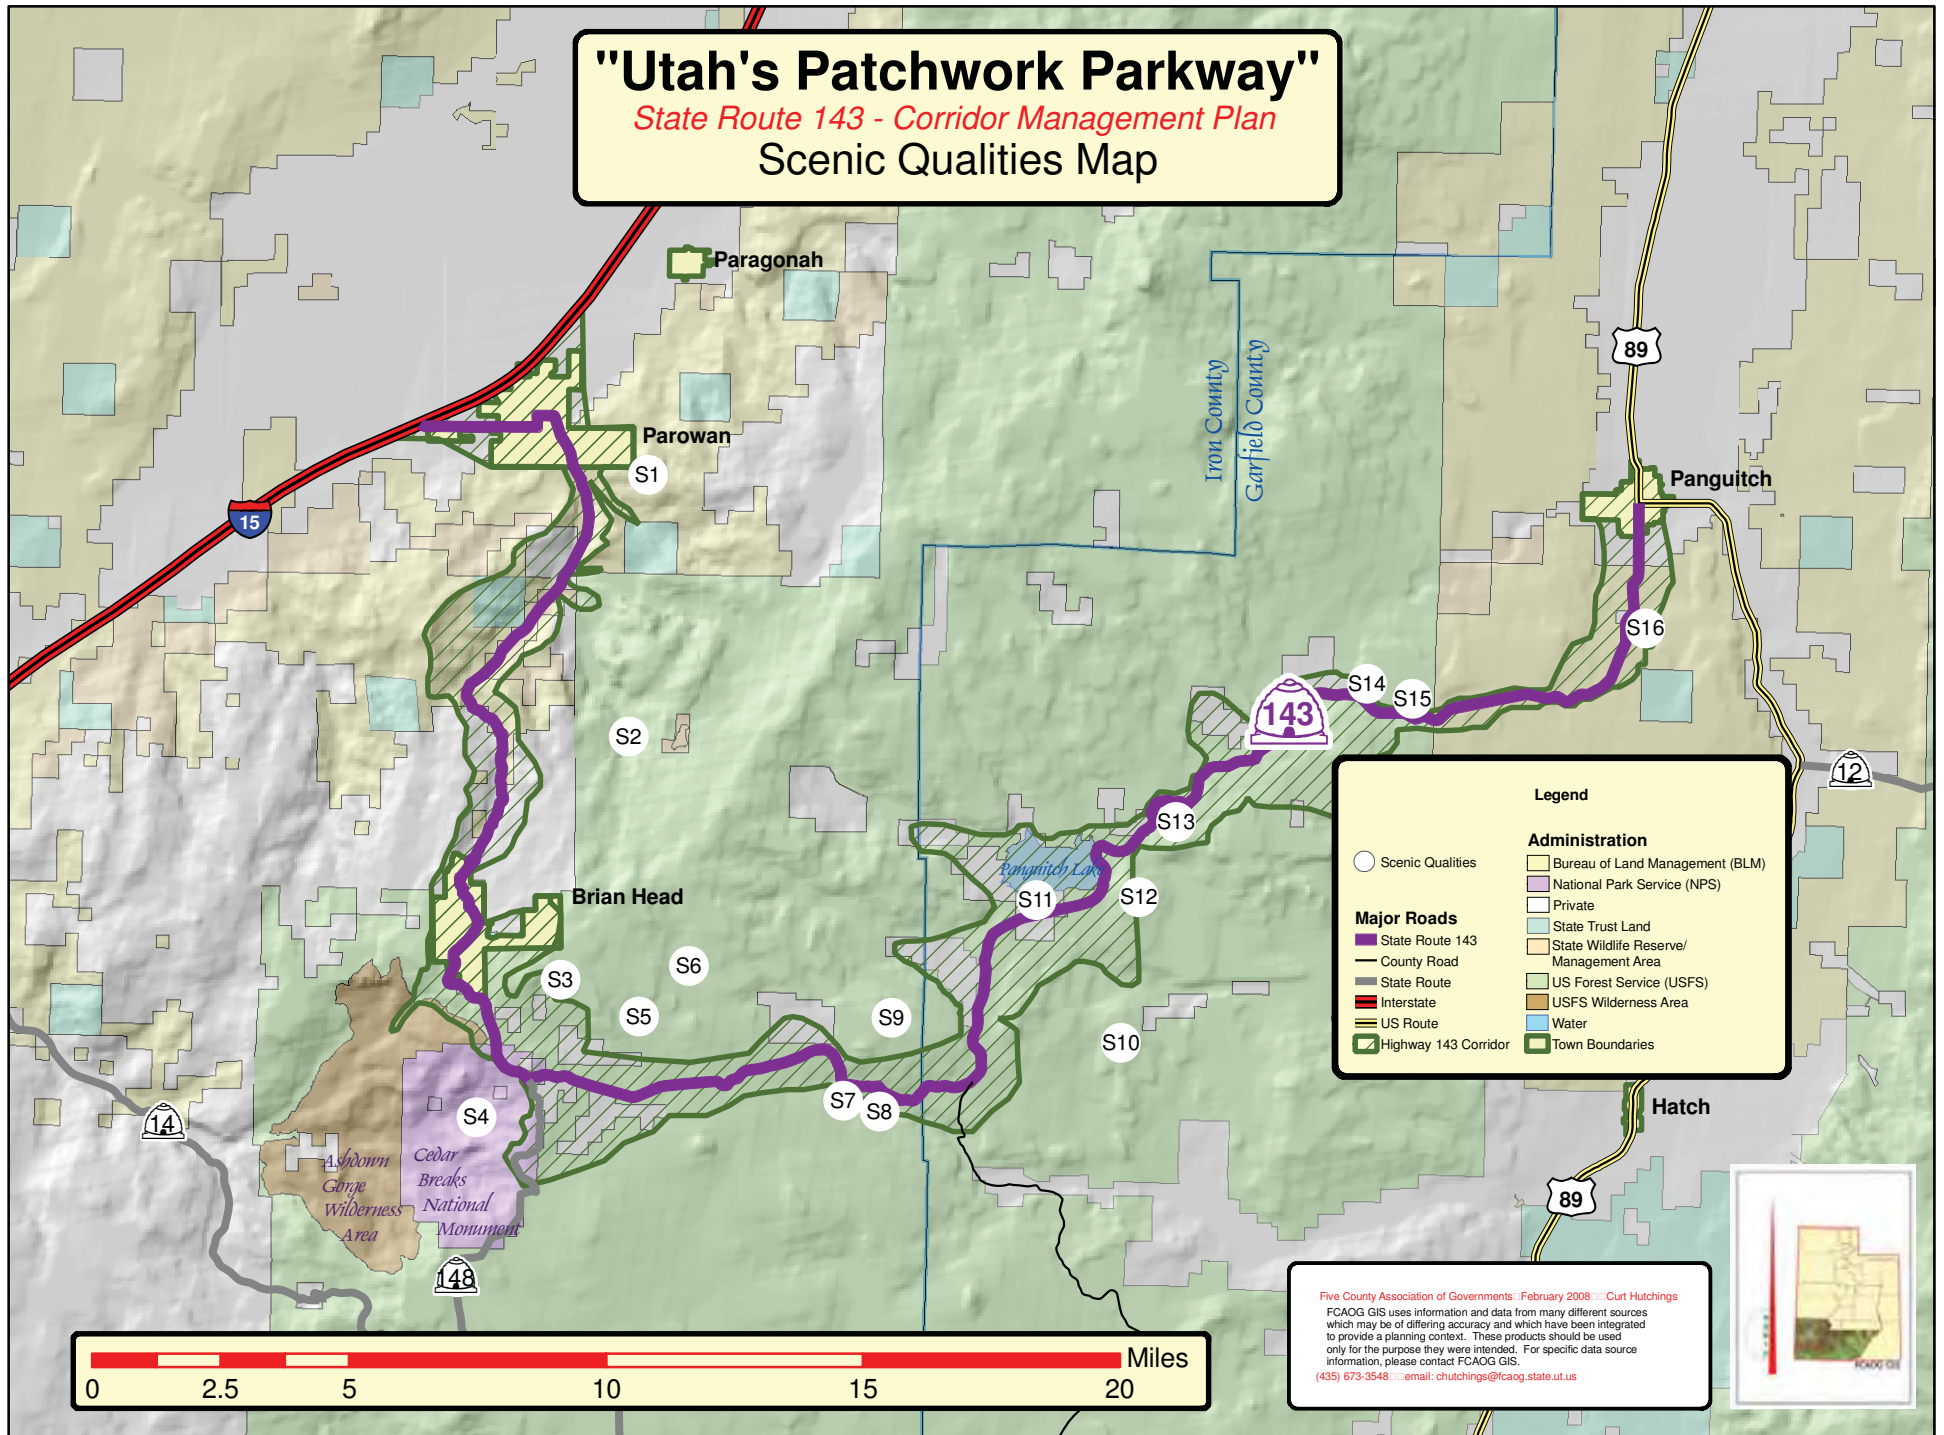 "Utah's Patchwork Parkway"
State Route 143 - Corridor Management Plan
Scenic Qualities Map
Paragonah
89
Iron County
Garfield County
Parowan
S1
Panguitch
15
S16
S14
S15
143
S2
12
S13
Panguitch Lake
S11
S12
Brian Head
S3
S6
S5
S9
S10
S7
S8
S4
14
Ashdown
Gorge
Wilderness
Area
Cedar
Breaks
National
Monument
148
Hatch
89
Legend
Scenic Qualities
Major Roads
State Route 143
County Road
State Route
Interstate
US Route
Highway 143 Corridor
Administration
Bureau of Land Management (BLM)
National Park Service (NPS)
Private
State Trust Land
State Wildlife Reserve/
Management Area
US Forest Service (USFS)
USFS Wilderness Area
Water
Town Boundaries
Five County Association of Governments□February 2008□□Curt Hutchings
FCAOG GIS uses information and data from many different sources
which may be of differing accuracy and which have been integrated
to provide a planning context. These products should be used
only for the purpose they were intended. For specific data source
information, please contact FCAOG GIS.
(435) 673-3548□□email: chutchings@fcaog.state.ut.us
FCAOG GIS
Miles
0 2.5 5 10 15 20